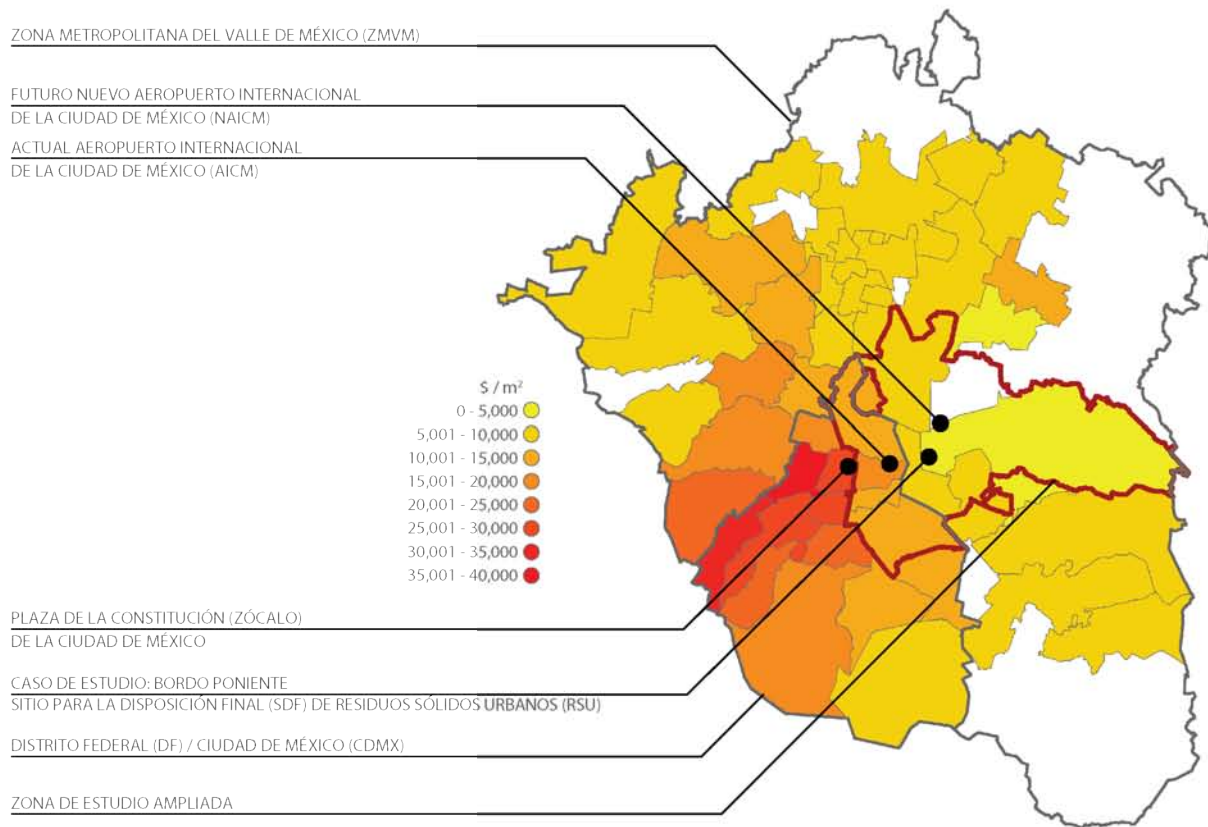 ZONA METROPOLITANA DEL VALLE DE MÉXICO (ZMVM)
FUTURO NUEVO AEROPUERTO INTERNACIONAL
DE LA CIUDAD DE MÉXICO (NAICM)
ACTUAL AEROPUERTO INTERNACIONAL
DE LA CIUDAD DE MÉXICO (AICM)
$ / m²
0 - 5,000
5,001 - 10,000
10,001 - 15,000
15,001 - 20,000
20,001 - 25,000
25,001 - 30,000
30,001 - 35,000
35,001 - 40,000
PLAZA DE LA CONSTITUCIÓN (ZÓCALO)
DE LA CIUDAD DE MÉXICO
CASO DE ESTUDIO: BORDO PONIENTE
SITIO PARA LA DISPOSICIÓN FINAL (SDF) DE RESIDUOS SÓLIDOS URBANOS (RSU)
DISTRITO FEDERAL (DF) / CIUDAD DE MÉXICO (CDMX)
ZONA DE ESTUDIO AMPLIADA